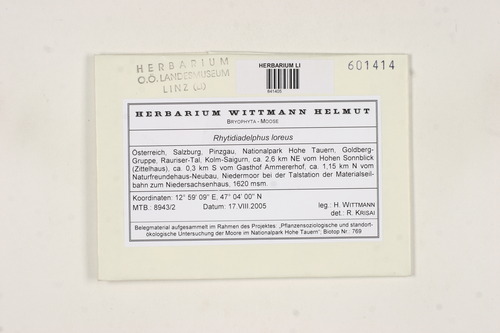 HERBARIUM
O.Ö. LANDESMUSEUM
LINZ (J)
HERBARIUM LI
601414
HERBARIUM WITTMANN HELMUT
BRYOPHYTA - MOOSE
Rhytidiadelphus loreus
Österreich, Salzburg, Pinzgau, Nationalpark Hohe Tauern, Goldberg-
Gruppe, Rauriser-Tal, Kolm-Saigurn, ca. 2,6 km NE vom Hohen Sonnblick
(Zittelhaus), ca. 0,3 km S vom Gasthof Ammererhof, ca. 1,15 km N vom
Naturfreundehaus-Neubau, Niedermoor bei der Talstation der Materialseil-
bahn zum Niedersachsenhaus, 1620 msm.
Koordinaten: 12° 59' 09" E, 47° 04' 00" N
MTB.: 8943/2 Datum: 17.VIII.2005
leg.: H. WITTMANN
det.: R. KRISAI
Belegmaterial aufgesammelt im Rahmen des Projektes: „Pflanzensoziologische und standort-
ökologische Untersuchung der Moore im Nationalpark Hohe Tauern"; Biotop Nr.: 769